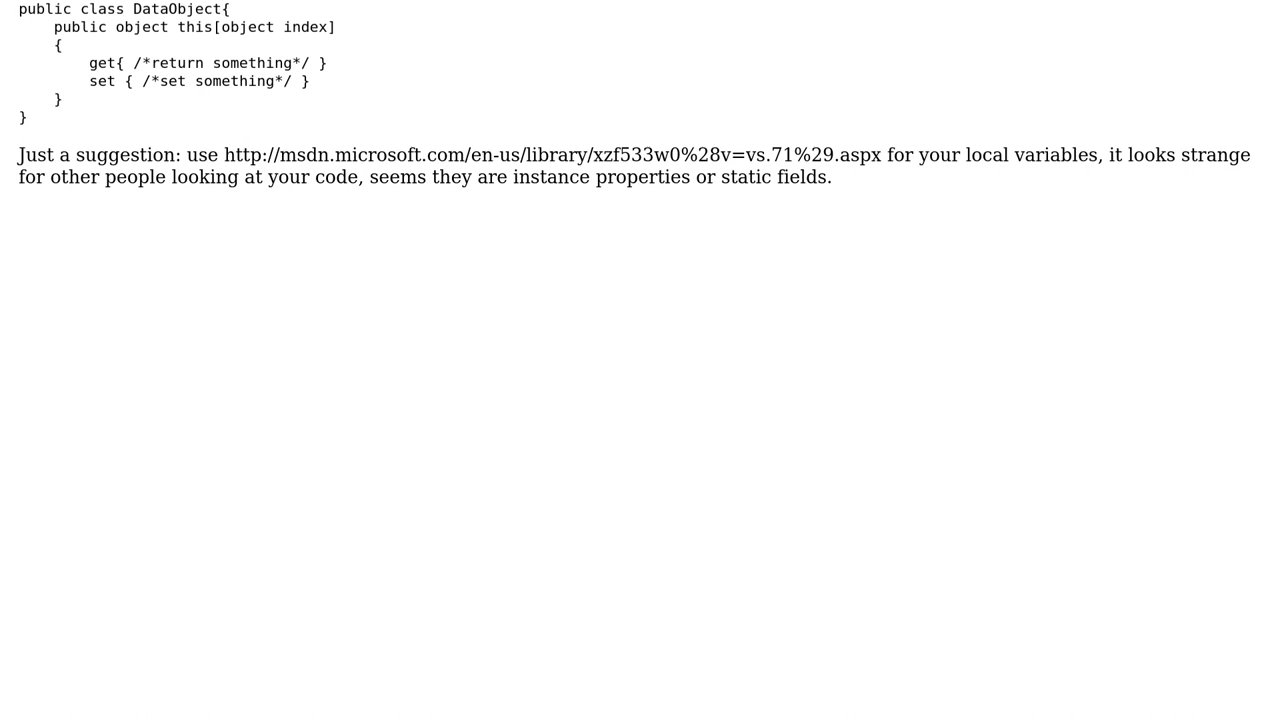 public class DataObject{
    public object this[object index]
    {
        get{ /*return something*/ }
        set { /*set something*/ }
    }
}
Just a suggestion: use http://msdn.microsoft.com/en-us/library/xzf533w0%28v=vs.71%29.aspx for your local variables, it looks strange
for other people looking at your code, seems they are instance properties or static fields.